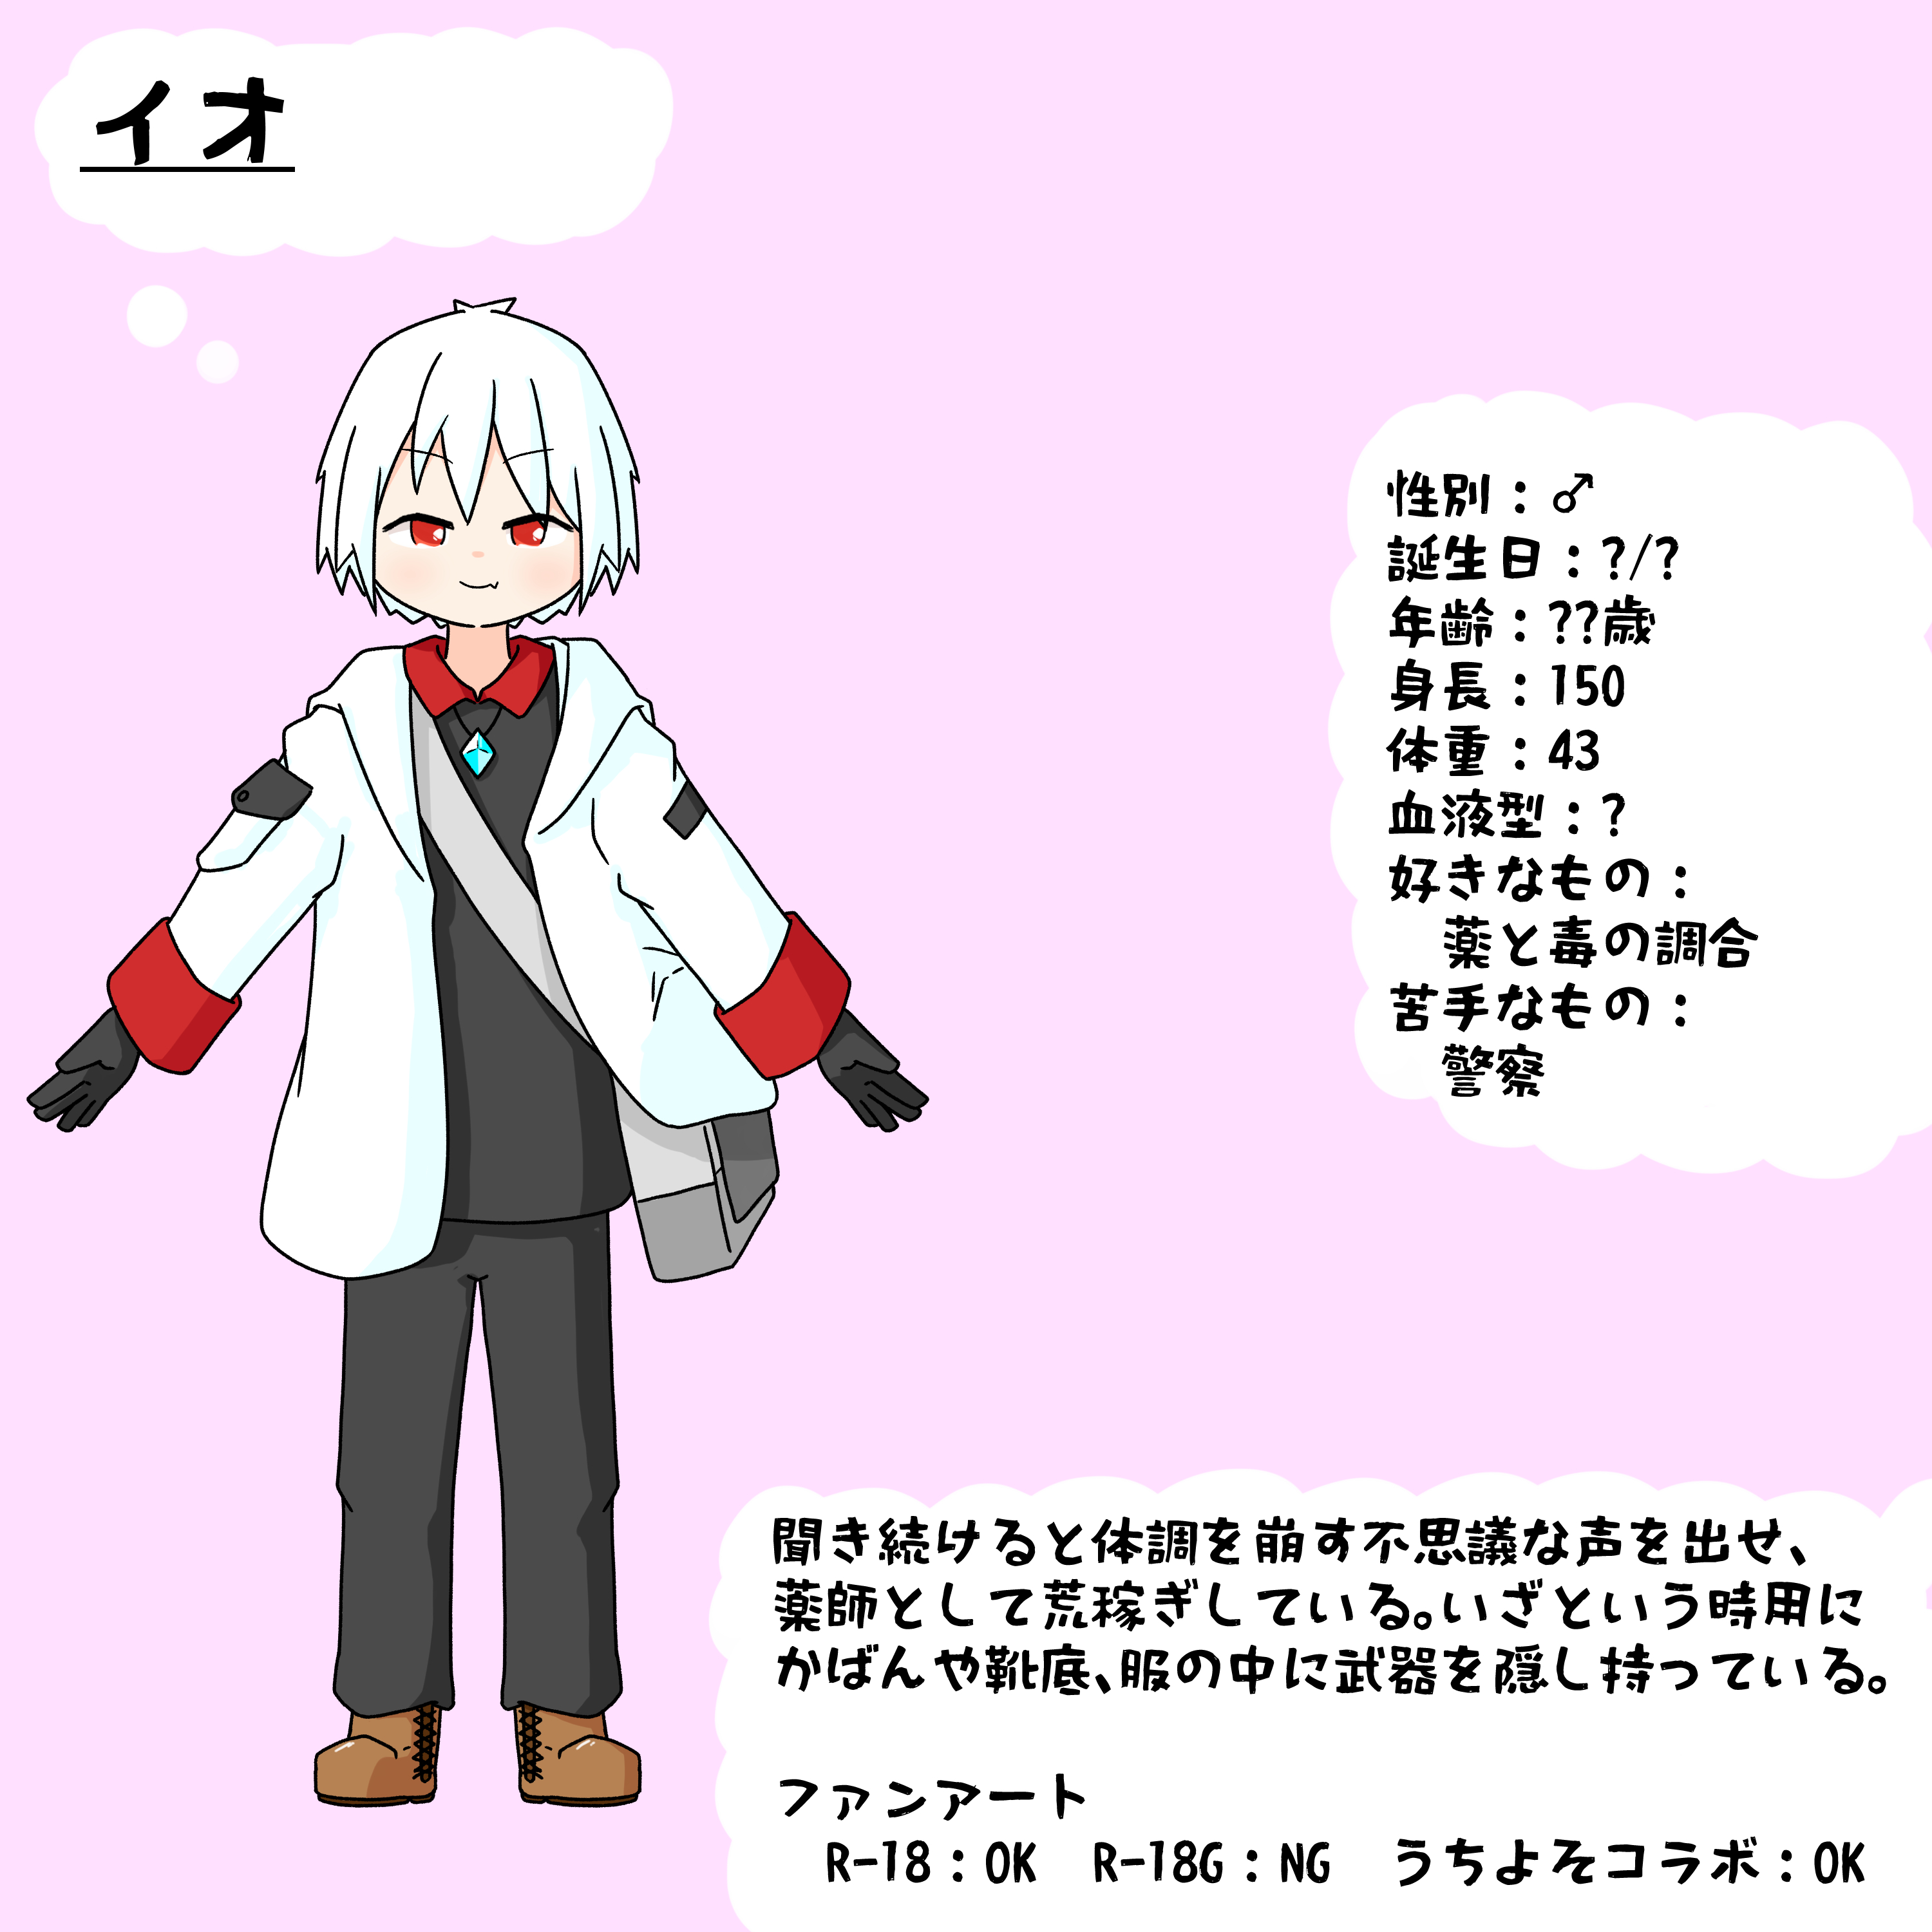 イオ
性別：♂
誕生日：?/?
年齢：??歳
身長：150
体重：43
血液型：?
好きなもの：
薬と毒の調合
苦手なもの：
警察
聞き続けると体調を崩す不思議な声を出せ、
薬師として荒稼ぎしている。いざという時用に
かばんや靴底、服の中に武器を隠し持っている。
ファンアート
R-18：OK　R-18G：NG　うちよそコラボ：OK